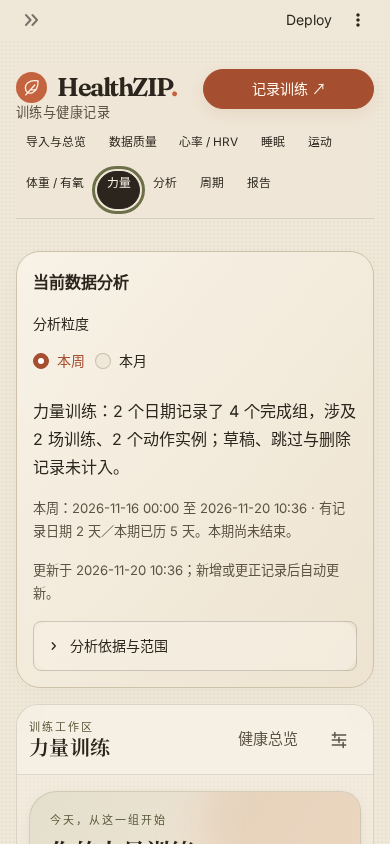 Deploy
HealthZIP.
记录训练 ↗
训练与健康记录
导入与总览 数据质量 心率 / HRV 睡眠 运动
体重 / 有氧 力量 分析 周期 报告
当前数据分析
分析粒度
本周 本月
力量训练：2 个日期记录了 4 个完成组，涉及
2 场训练、2 个动作实例；草稿、跳过与删除
记录未计入。
本周：2026-11-16 00:00 至 2026-11-20 10:36 · 有记
录日期 2 天／本期已历 5 天。本期尚未结束。
更新于 2026-11-20 10:36；新增或更正记录后自动更
新。
分析依据与范围
训练工作区
力量训练
健康总览
今天，从这一组开始